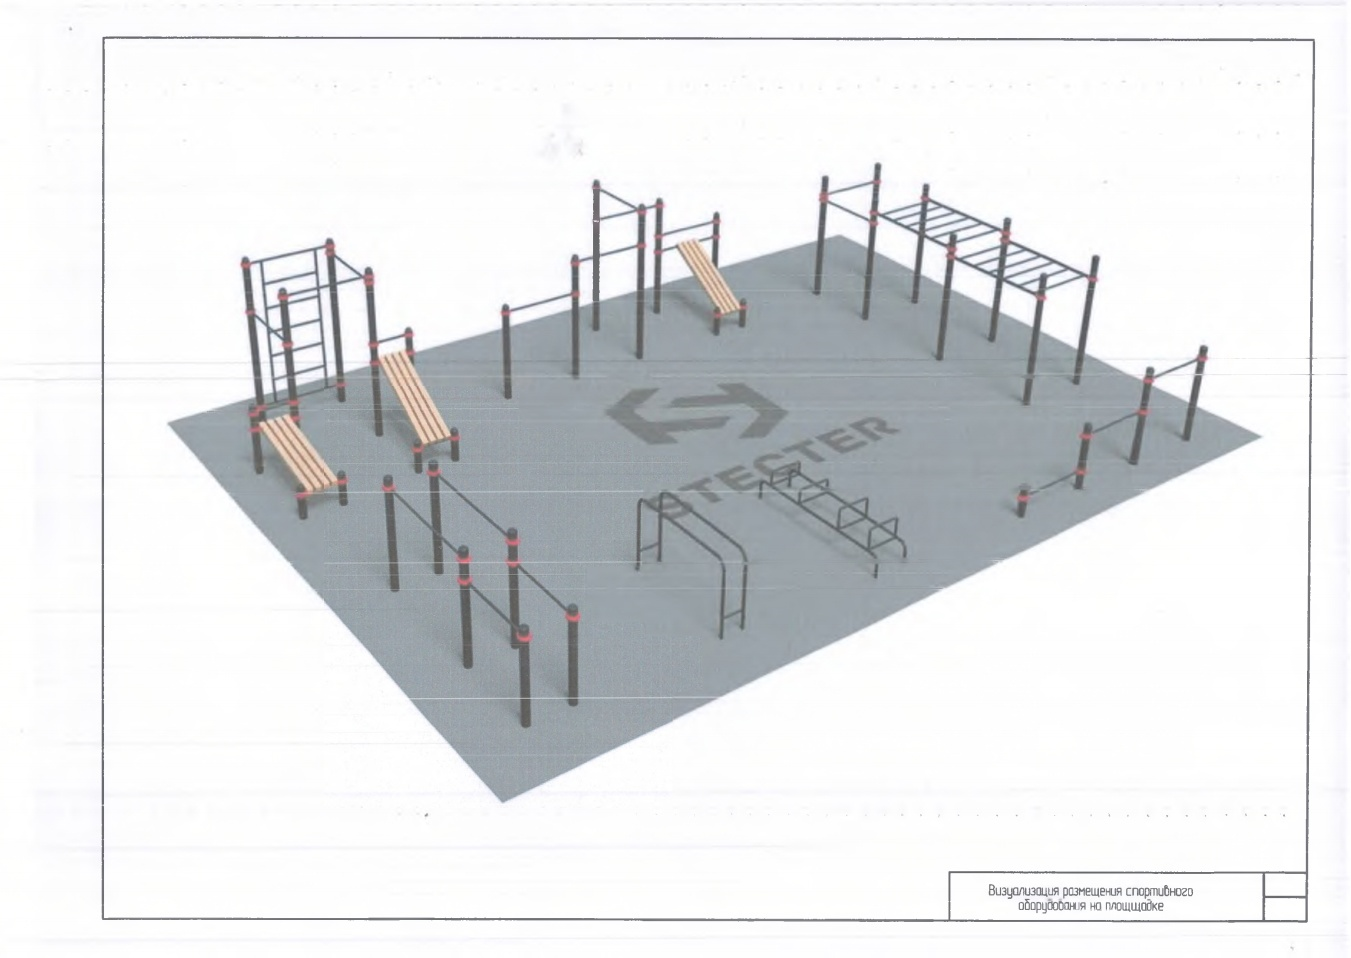 STECTER
Визуализация размещения спортивного
оборудования на площадке